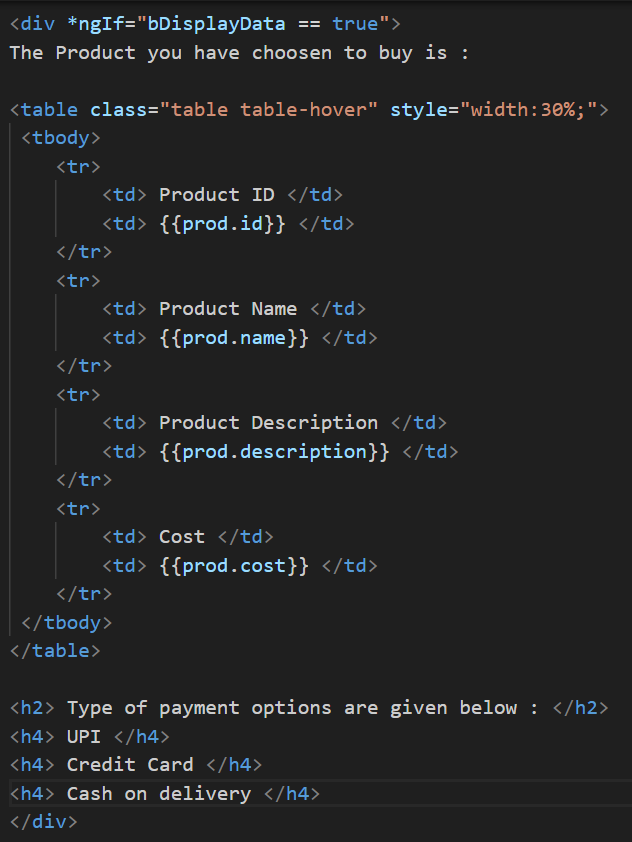 <div *ngIf="bDisplayData == true">
The Product you have choosen to buy is :
<table class="table table-hover" style="width:30%;">
<tbody>
<tr>
<td> Product ID </td>
<td> {{prod.id}} </td>
</tr>
<tr>
<td> Product Name </td>
<td> {{prod.name}} </td>
</tr>
<tr>
<td> Product Description </td>
<td> {{prod.description}} </td>
</tr>
<tr>
<td> Cost </td>
<td> {{prod.cost}} </td>
</tr>
</tbody>
</table>
<h2> Type of payment options are given below : </h2>
<h4> UPI </h4>
<h4> Credit Card </h4>
<h4> Cash on delivery </h4>
</div>